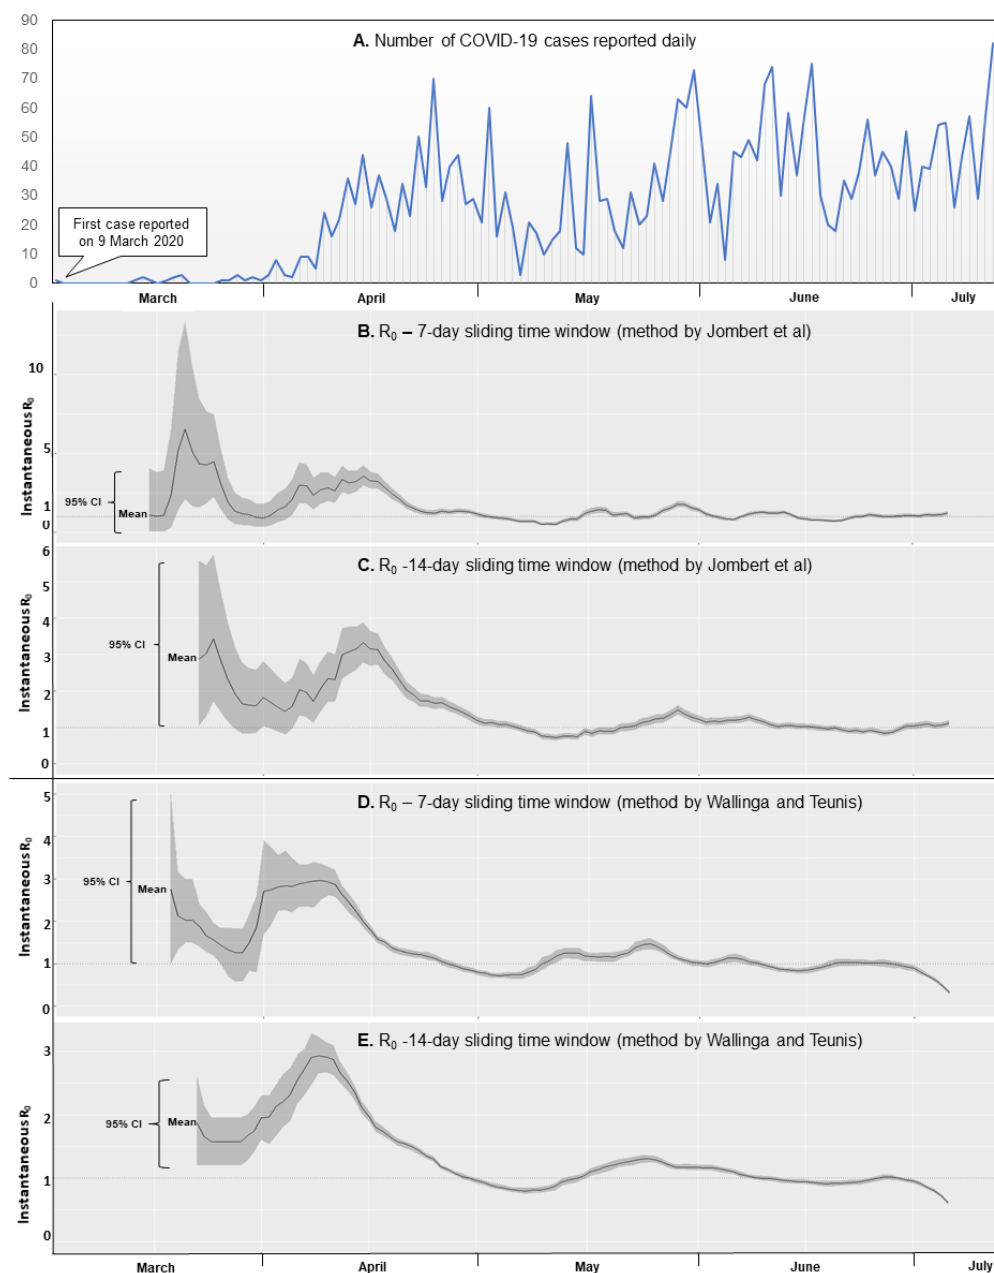 90
A. Number of COVID-19 cases reported daily
80
70
60
50
40
30
20
First case reported
on 9 March 2020
10
0
March April May June July
B. R₀ – 7-day sliding time window (method by Jombert et al)
10
5
1
0
Instantaneous R₀
95% CI
Mean
6
C. R₀ -14-day sliding time window (method by Jombert et al)
5
4
3
2
1
0
Instantaneous R₀
95% CI
Mean
5
D. R₀ – 7-day sliding time window (method by Wallinga and Teunis)
4
3
2
1
0
Instantaneous R₀
95% CI
Mean
E. R₀ -14-day sliding time window (method by Wallinga and Teunis)
3
2
1
0
Instantaneous R₀
95% CI
Mean
March April May June July